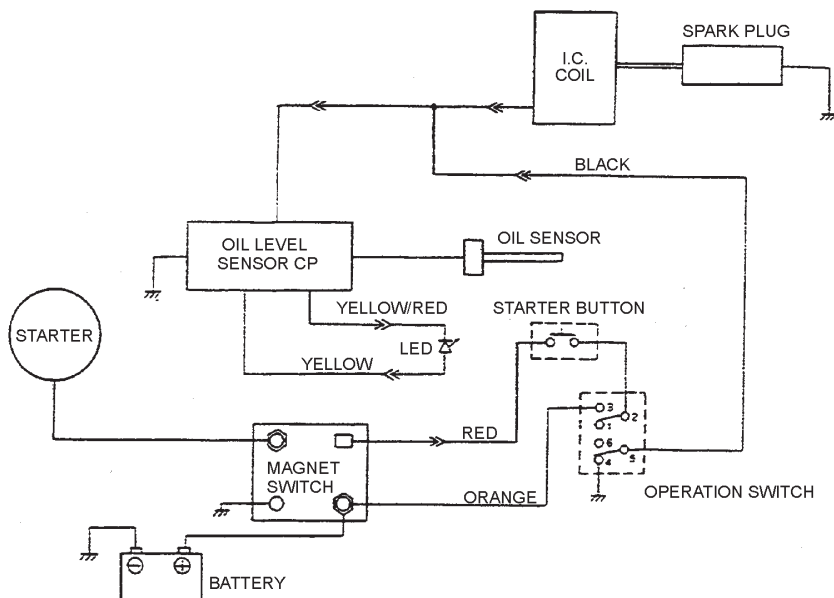 SPARK PLUG
I.C.
COIL
BLACK
OIL LEVEL
SENSOR CP
OIL SENSOR
YELLOW/RED
STARTER BUTTON
STARTER
LED
YELLOW
3
2
1
6
5
4
RED
MAGNET
SWITCH
ORANGE
OPERATION SWITCH
BATTERY